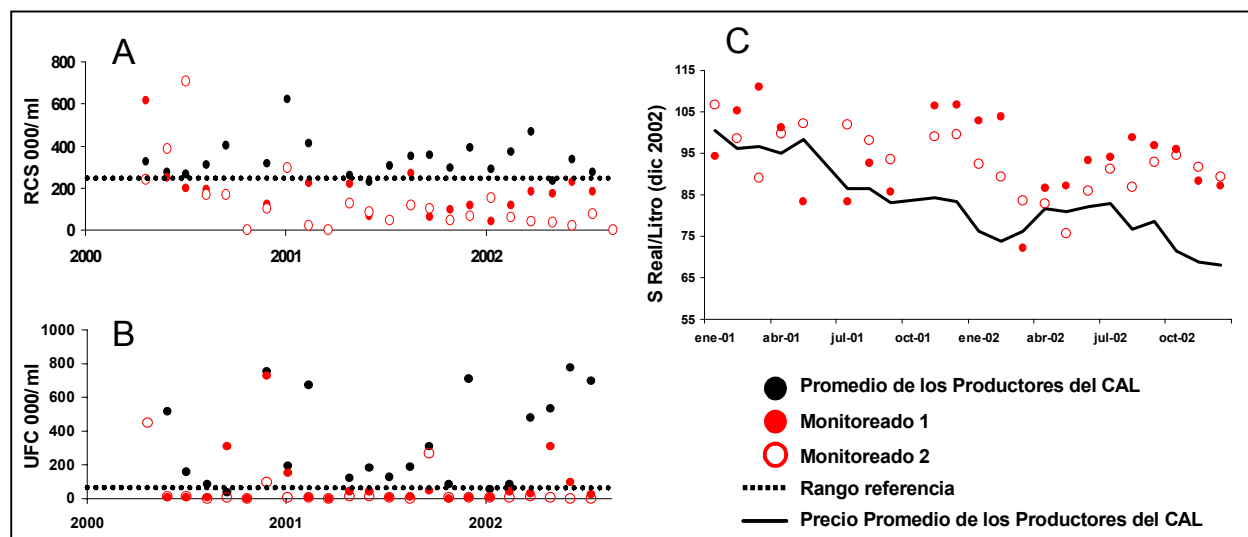 A
RCS 000/ml
800
600
400
200
0
2000
2001
2002
B
UFC 000/ml
1000
800
600
400
200
0
2000
2001
2002
C
S Real/Litro (dic 2002)
115
105
95
85
75
65
55
ene-01
abr-01
jul-01
oct-01
ene-02
abr-02
jul-02
oct-02
Promedio de los Productores del CAL
Monitoreado 1
Monitoreado 2
Rango referencia
Precio Promedio de los Productores del CAL